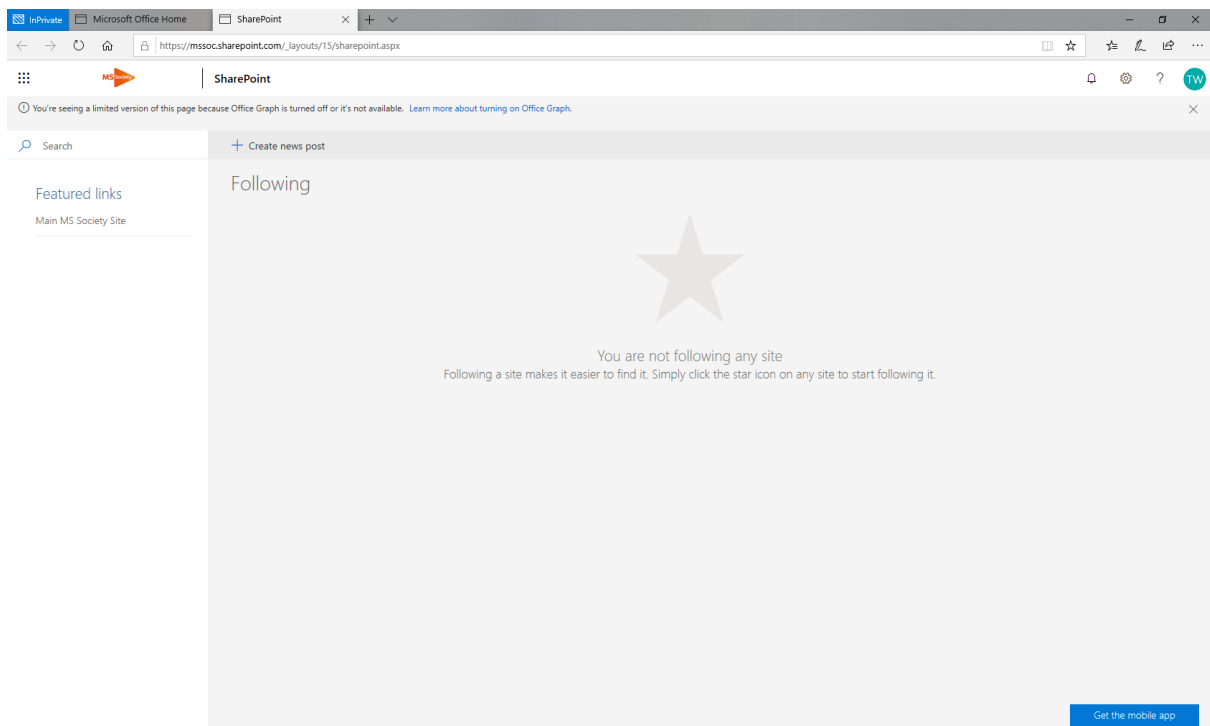 InPrivate Microsoft Office Home SharePoint
https://mssoc.sharepoint.com/_layouts/15/sharepoint.aspx
MS Society SharePoint ? TW
You're seeing a limited version of this page because Office Graph is turned off or it's not available. Learn more about turning on Office Graph.
Search
Create news post
Featured links
Main MS Society Site
Following
You are not following any site
Following a site makes it easier to find it. Simply click the star icon on any site to start following it.
Get the mobile app